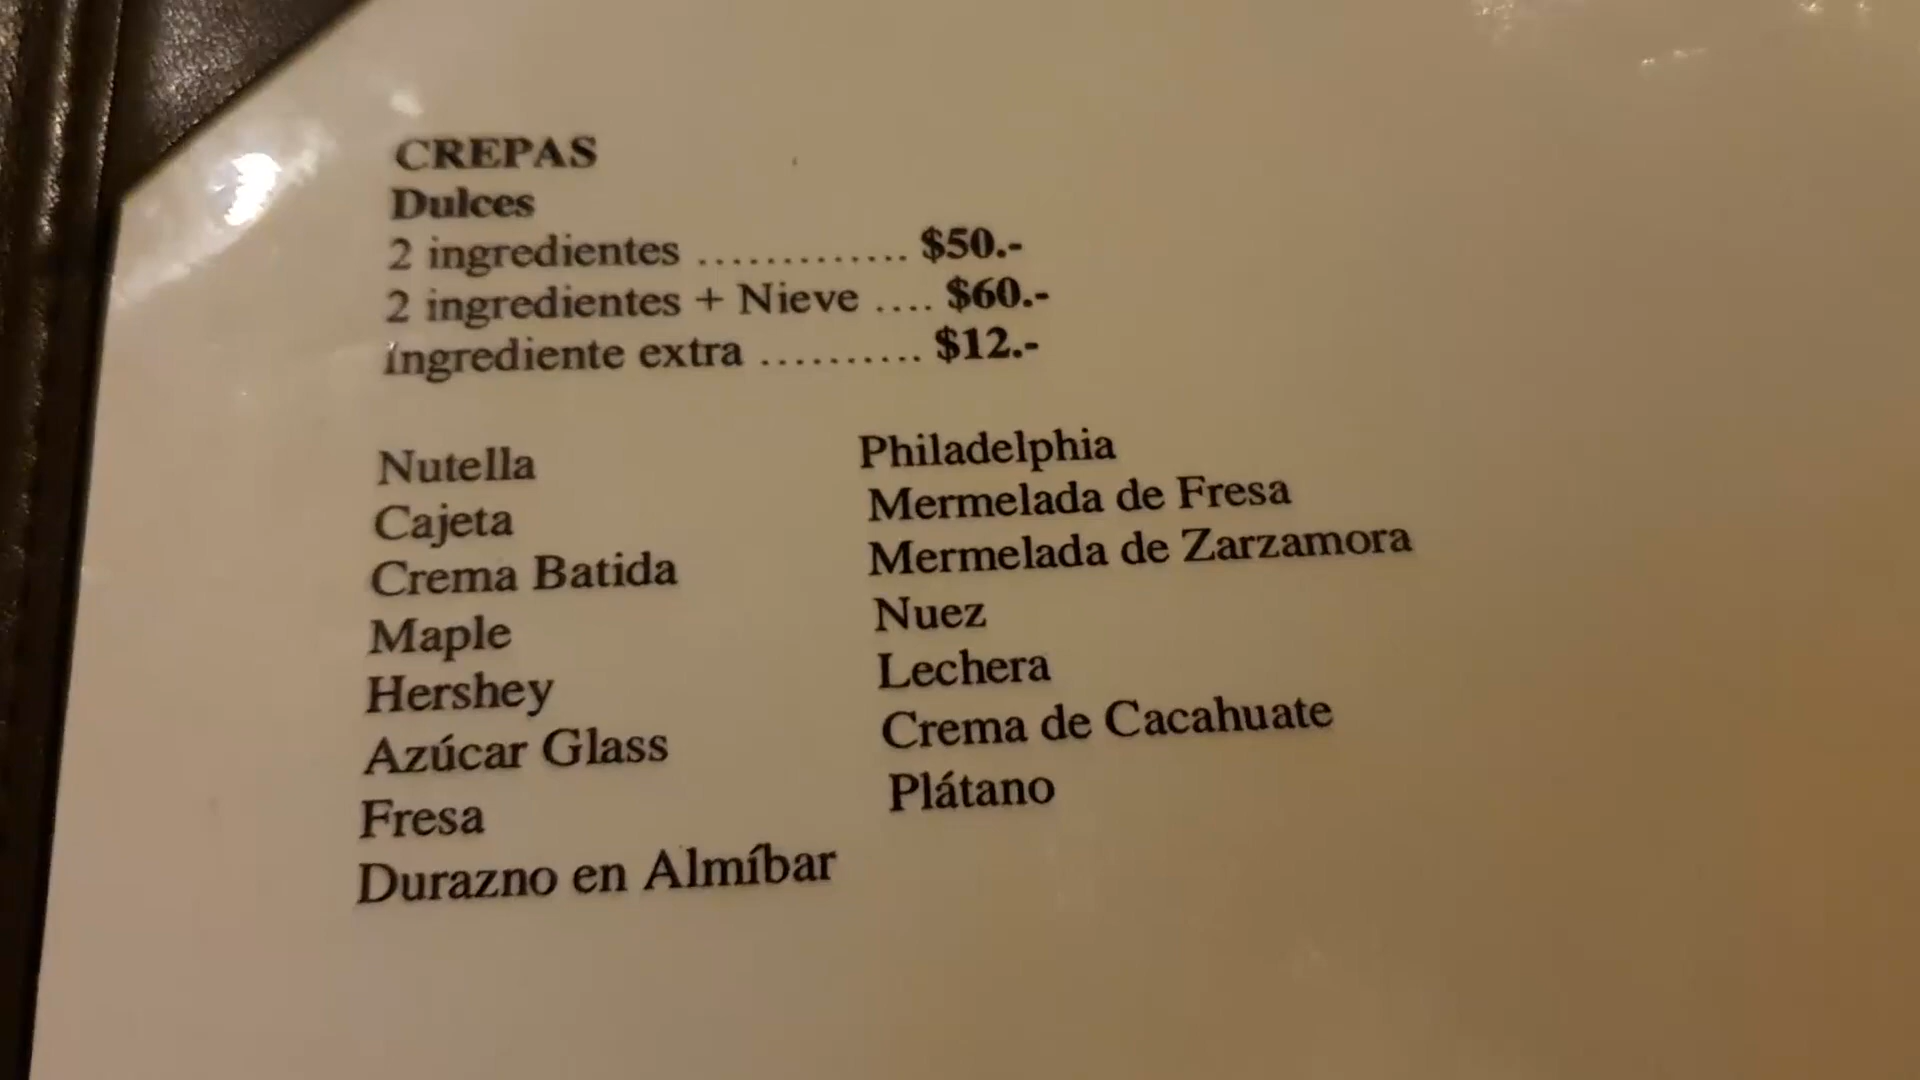 CREPAS
Dulces
2 ingredientes ............. $50.-
2 ingredientes + Nieve .... $60.-
íngrediente extra .......... $12.-
Nutella
Cajeta
Crema Batida
Maple
Hershey
Azúcar Glass
Fresa
Durazno en Almíbar
Philadelphia
Mermelada de Fresa
Mermelada de Zarzamora
Nuez
Lechera
Crema de Cacahuate
Plátano